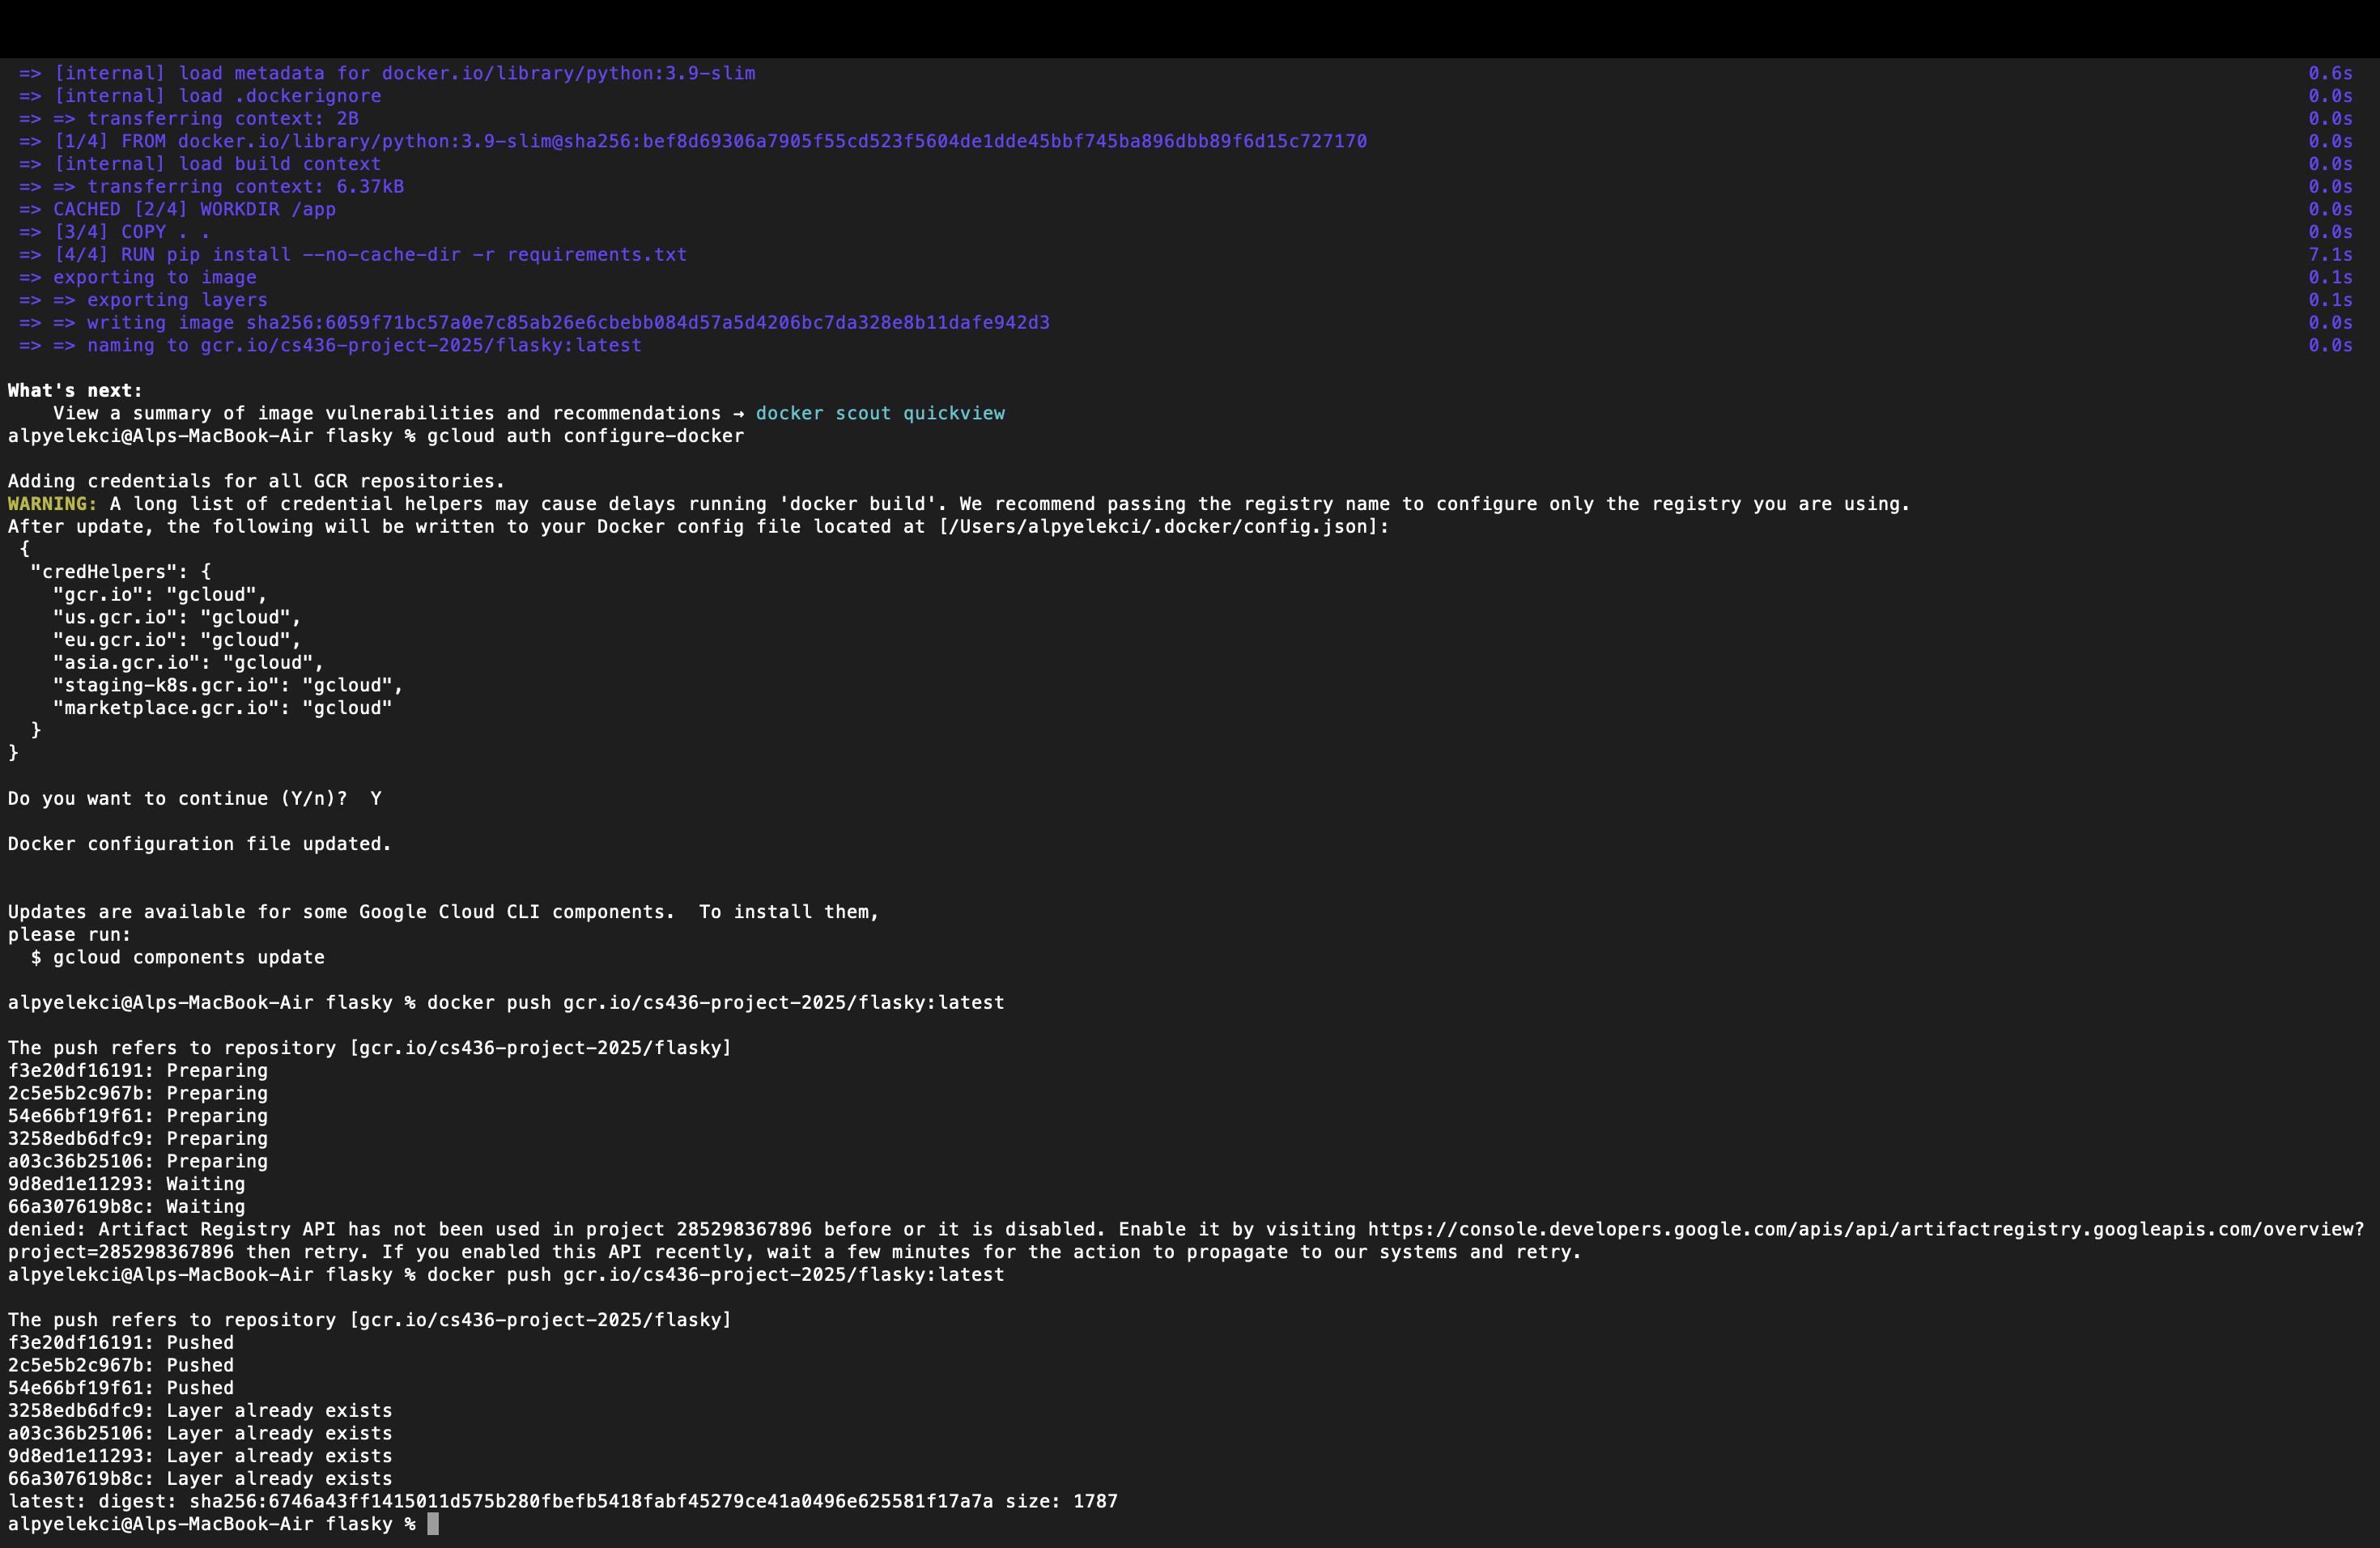 => [internal] load metadata for docker.io/library/python:3.9-slim 0.6s
=> [internal] load .dockerignore 0.0s
=> => transferring context: 2B 0.0s
=> [1/4] FROM docker.io/library/python:3.9-slim@sha256:bef8d69306a7905f55cd523f5604de1dde45bbf745ba896dbb89f6d15c727170 0.0s
=> [internal] load build context 0.0s
=> => transferring context: 6.37kB 0.0s
=> CACHED [2/4] WORKDIR /app 0.0s
=> [3/4] COPY . . 0.0s
=> [4/4] RUN pip install --no-cache-dir -r requirements.txt 7.1s
=> exporting to image 0.1s
=> => exporting layers 0.1s
=> => writing image sha256:6059f71bc57a0e7c85ab26e6cbebb084d57a5d4206bc7da328e8b11dafe942d3 0.0s
=> => naming to gcr.io/cs436-project-2025/flasky:latest 0.0s
What's next:
View a summary of image vulnerabilities and recommendations → docker scout quickview
alpyelekci@Alps-MacBook-Air flasky % gcloud auth configure-docker
Adding credentials for all GCR repositories.
WARNING: A long list of credential helpers may cause delays running 'docker build'. We recommend passing the registry name to configure only the registry you are using.
After update, the following will be written to your Docker config file located at [/Users/alpyelekci/.docker/config.json]:
{
"credHelpers": {
"gcr.io": "gcloud",
"us.gcr.io": "gcloud",
"eu.gcr.io": "gcloud",
"asia.gcr.io": "gcloud",
"staging-k8s.gcr.io": "gcloud",
"marketplace.gcr.io": "gcloud"
}
}
Do you want to continue (Y/n)?  Y
Docker configuration file updated.
Updates are available for some Google Cloud CLI components.  To install them,
please run:
$ gcloud components update
alpyelekci@Alps-MacBook-Air flasky % docker push gcr.io/cs436-project-2025/flasky:latest
The push refers to repository [gcr.io/cs436-project-2025/flasky]
f3e20df16191: Preparing
2c5e5b2c967b: Preparing
54e66bf19f61: Preparing
3258edb6dfc9: Preparing
a03c36b25106: Preparing
9d8ed1e11293: Waiting
66a307619b8c: Waiting
denied: Artifact Registry API has not been used in project 285298367896 before or it is disabled. Enable it by visiting https://console.developers.google.com/apis/api/artifactregistry.googleapis.com/overview?
project=285298367896 then retry. If you enabled this API recently, wait a few minutes for the action to propagate to our systems and retry.
alpyelekci@Alps-MacBook-Air flasky % docker push gcr.io/cs436-project-2025/flasky:latest
The push refers to repository [gcr.io/cs436-project-2025/flasky]
f3e20df16191: Pushed
2c5e5b2c967b: Pushed
54e66bf19f61: Pushed
3258edb6dfc9: Layer already exists
a03c36b25106: Layer already exists
9d8ed1e11293: Layer already exists
66a307619b8c: Layer already exists
latest: digest: sha256:6746a43ff1415011d575b280fbefb5418fabf45279ce41a0496e625581f17a7a size: 1787
alpyelekci@Alps-MacBook-Air flasky %